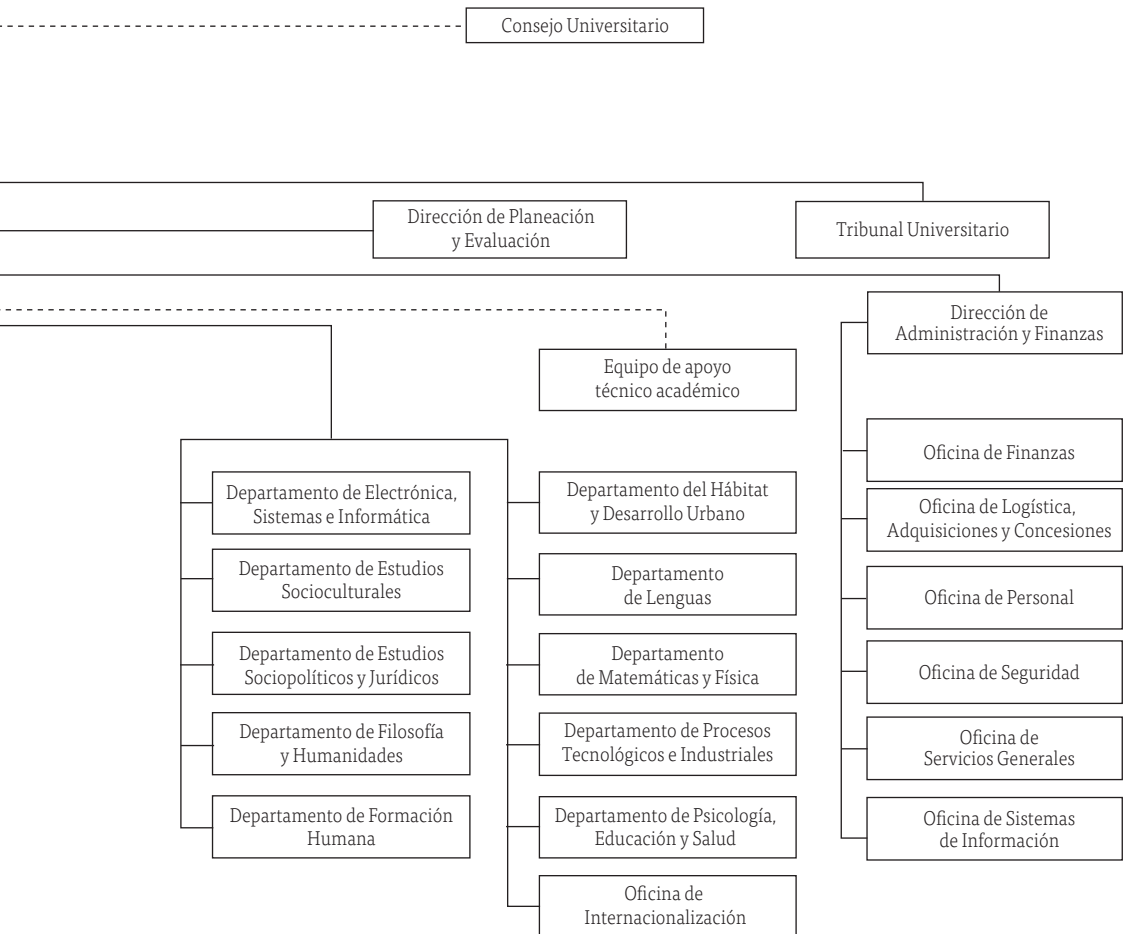 Consejo Universitario
Dirección de Planeación
y Evaluación
Tribunal Universitario
Dirección de
Administración y Finanzas
Equipo de apoyo
técnico académico
Departamento de Electrónica,
Sistemas e Informática
Departamento de Estudios
Socioculturales
Departamento de Estudios
Sociopolíticos y Jurídicos
Departamento de Filosofía
y Humanidades
Departamento de Formación
Humana
Departamento del Hábitat
y Desarrollo Urbano
Departamento
de Lenguas
Departamento
de Matemáticas y Física
Departamento de Procesos
Tecnológicos e Industriales
Departamento de Psicología,
Educación y Salud
Oficina de
Internacionalización
Oficina de Finanzas
Oficina de Logística,
Adquisiciones y Concesiones
Oficina de Personal
Oficina de Seguridad
Oficina de
Servicios Generales
Oficina de Sistemas
de Información